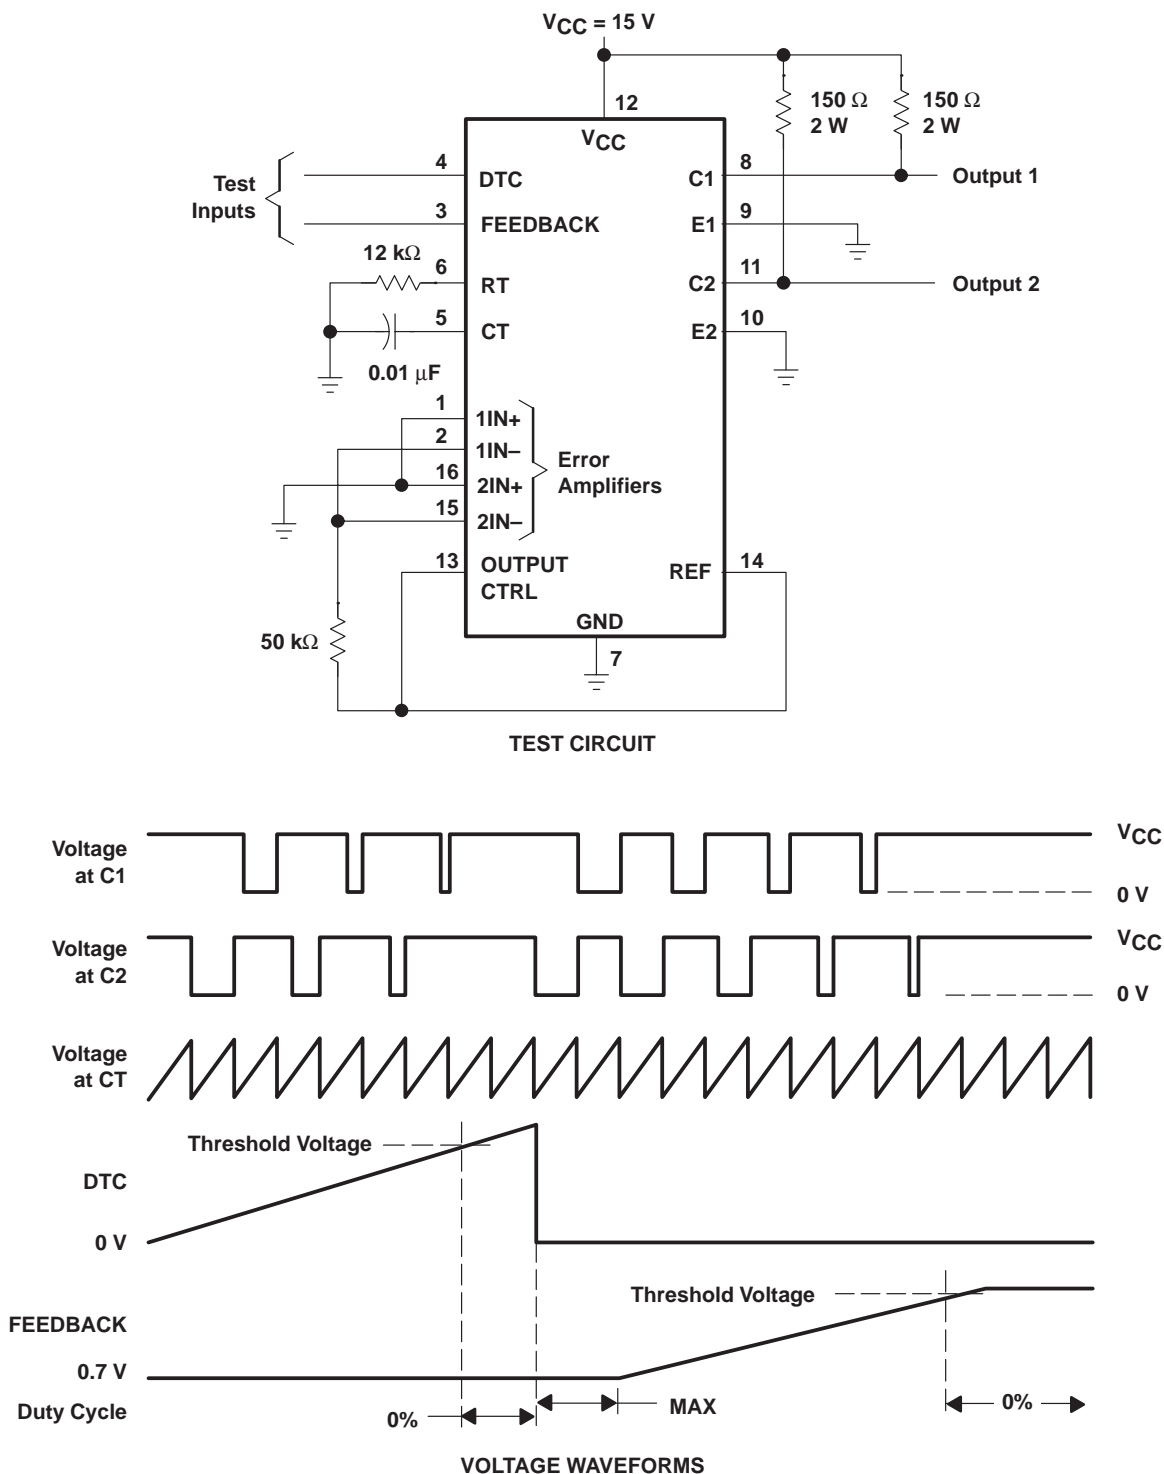 VCC = 15 V
12
150 Ω
2 W
150 Ω
2 W
VCC
4
DTC
C1
8
Output 1
Test
Inputs
3
FEEDBACK
E1
9
12 kΩ
6
RT
C2
11
Output 2
5
CT
E2
10
0.01 μF
1
1IN+
2
1IN–
16
2IN+
15
2IN–
Error
Amplifiers
13
OUTPUT
CTRL
REF
14
GND
7
50 kΩ
TEST CIRCUIT
Voltage
at C1
VCC
0 V
Voltage
at C2
VCC
0 V
Voltage
at CT
Threshold Voltage
DTC
0 V
Threshold Voltage
FEEDBACK
0.7 V
Duty Cycle
0%
MAX
0%
VOLTAGE WAVEFORMS